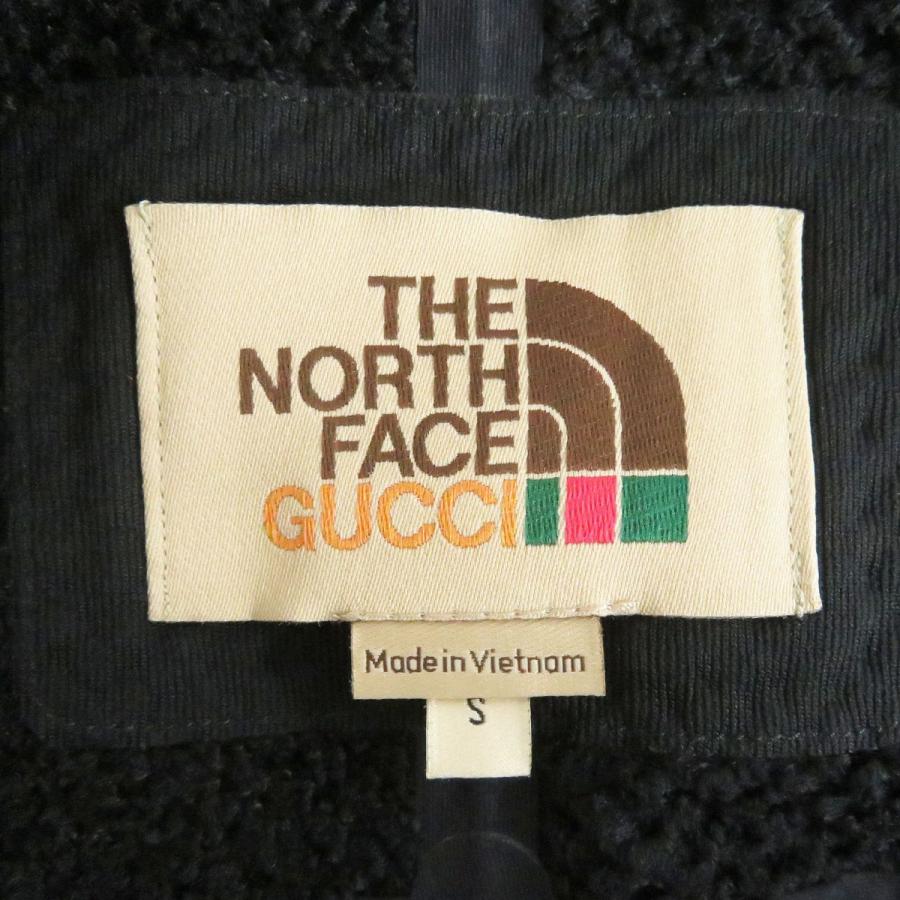 THE
NORTH
FACE
GUCCI
Made in Vietnam
S